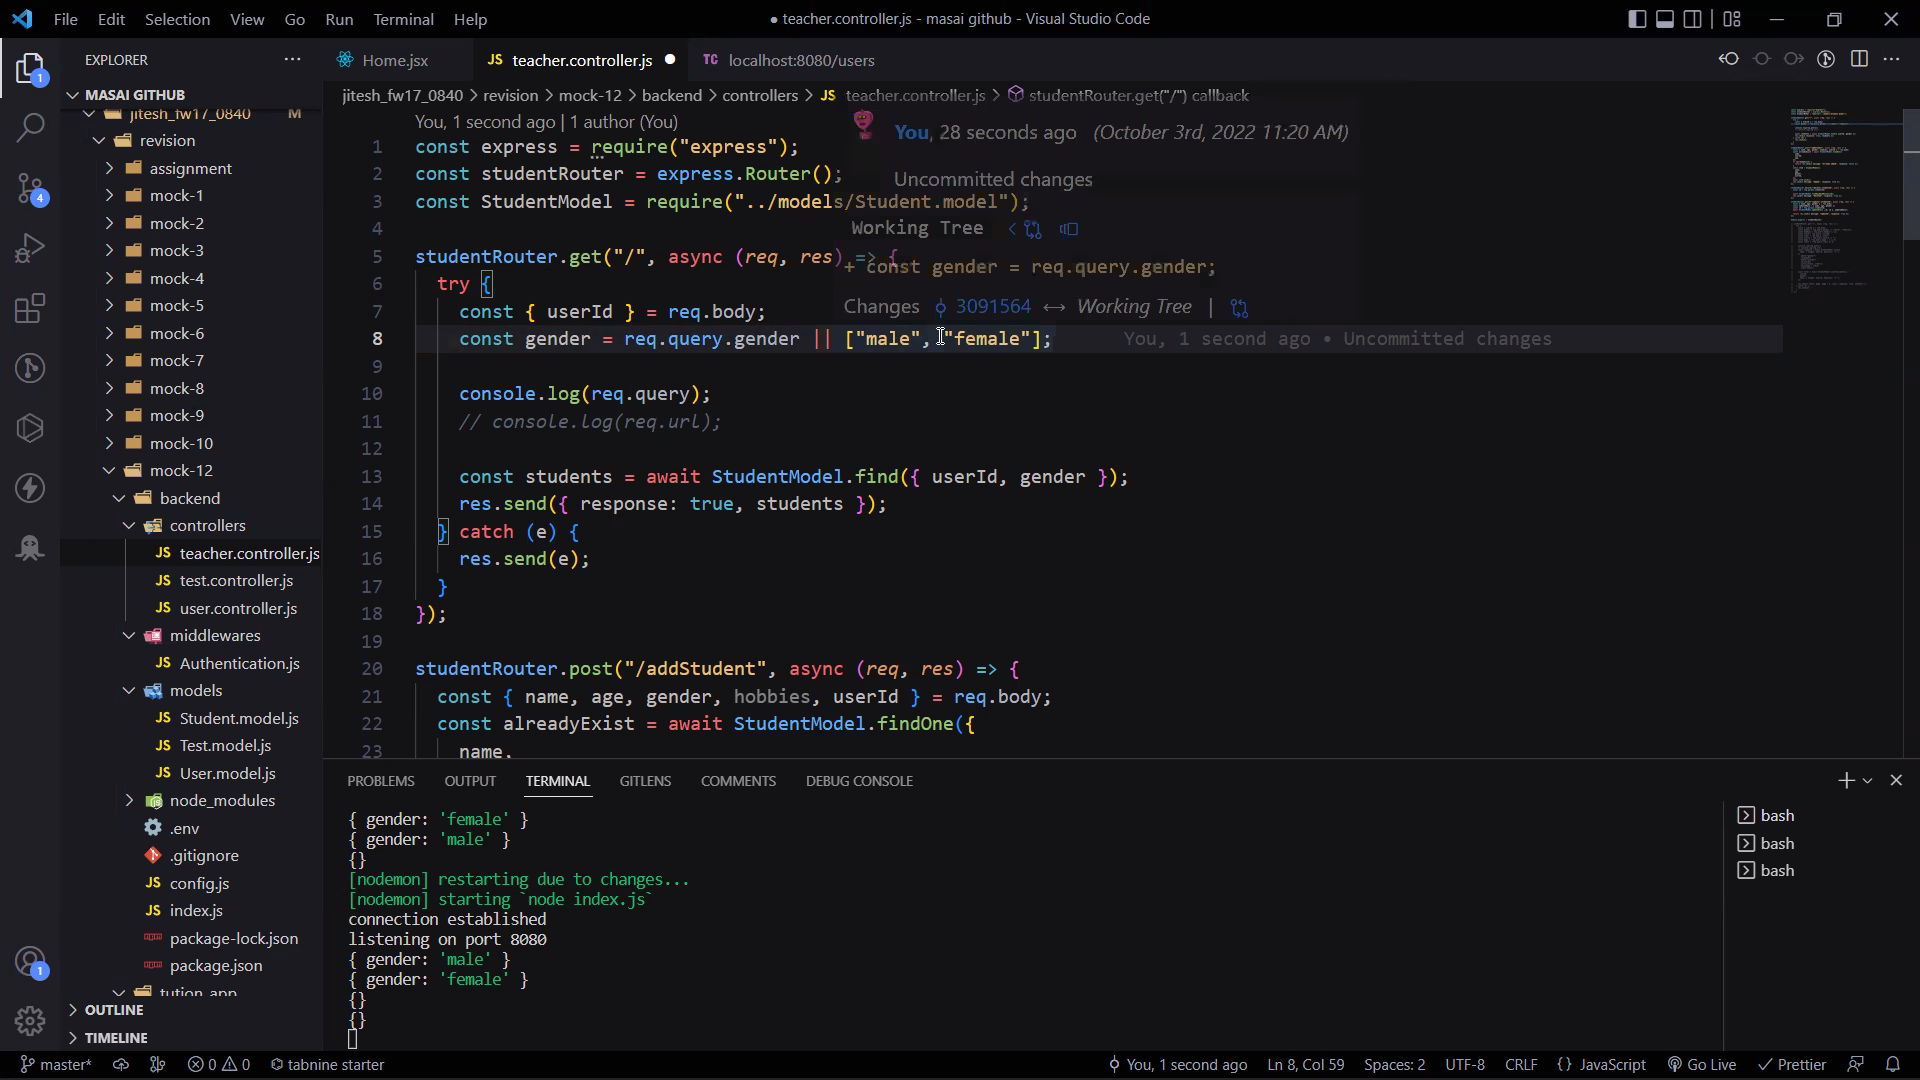 File Edit Selection View Go Run Terminal Help
● teacher.controller.js - masai github - Visual Studio Code
EXPLORER
Home.jsx
JS teacher.controller.js
TC localhost:8080/users
MASAI GITHUB
jitesh_fw17_0840 M
revision
assignment
mock-1
mock-2
mock-3
mock-4
mock-5
mock-6
mock-7
mock-8
mock-9
mock-10
mock-12
backend
controllers
JS teacher.controller.js
JS test.controller.js
JS user.controller.js
middlewares
JS Authentication.js
models
JS Student.model.js
JS Test.model.js
JS User.model.js
node_modules
.env
.gitignore
JS config.js
JS index.js
package-lock.json
package.json
tution_app
OUTLINE
TIMELINE
jitesh_fw17_0840 > revision > mock-12 > backend > controllers > JS teacher.controller.js > studentRouter.get("/") callback
You, 1 second ago | 1 author (You)
1 const express = require("express");
2 const studentRouter = express.Router();
3 const StudentModel = require("../models/Student.model");
4
5 studentRouter.get("/", async (req, res) => {
6 try {
7 const { userId } = req.body;
8 const gender = req.query.gender || ["male", "female"]; You, 1 second ago • Uncommitted changes
9
10 console.log(req.query);
11 // console.log(req.url);
12
13 const students = await StudentModel.find({ userId, gender });
14 res.send({ response: true, students });
15 } catch (e) {
16 res.send(e);
17 }
18 });
19
20 studentRouter.post("/addStudent", async (req, res) => {
21 const { name, age, gender, hobbies, userId } = req.body;
22 const alreadyExist = await StudentModel.findOne({
23 name,
You, 28 seconds ago (October 3rd, 2022 11:20 AM)
Uncommitted changes
Working Tree
+ const gender = req.query.gender;
Changes 3091564 ↔ Working Tree |
PROBLEMS OUTPUT TERMINAL GITLENS COMMENTS DEBUG CONSOLE
{ gender: 'female' }
{ gender: 'male' }
{}
[nodemon] restarting due to changes...
[nodemon] starting `node index.js`
connection established
listening on port 8080
{ gender: 'male' }
{ gender: 'female' }
{}
{}
bash
bash
bash
1
4
1
master* 0 0 tabnine starter
You, 1 second ago Ln 8, Col 59 Spaces: 2 UTF-8 CRLF {} JavaScript Go Live Prettier